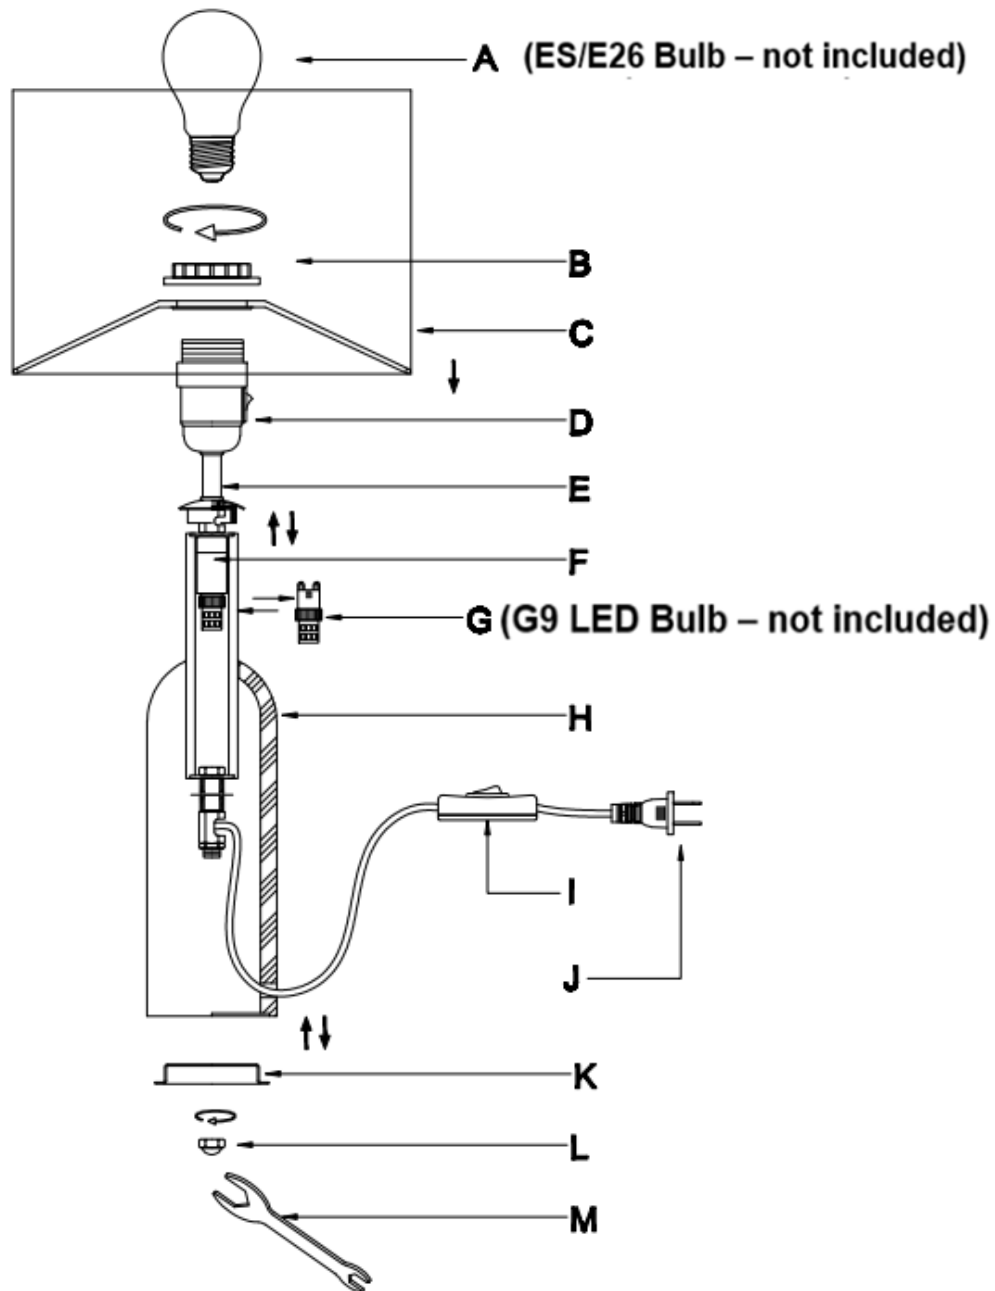 A (ES/E26 Bulb – not included)
B
C
D
E
F
G (G9 LED Bulb – not included)
H
I
J
K
L
M